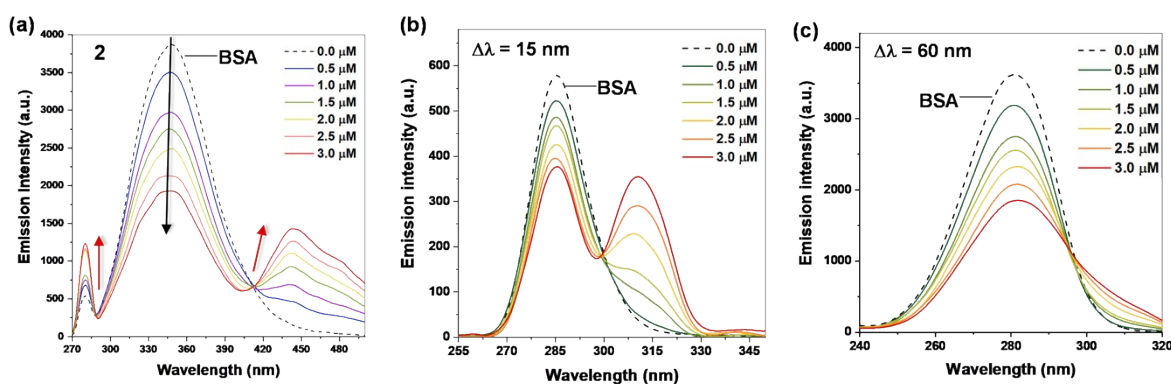 (a)
2
BSA
0.0 μM
0.5 μM
1.0 μM
1.5 μM
2.0 μM
2.5 μM
3.0 μM
4000
3500
3000
2500
2000
1500
1000
500
0
270 300 330 360 390 420 450 480
Emission intensity (a.u.)
Wavelength (nm)
(b)
Δλ = 15 nm
BSA
0.0 μM
0.5 μM
1.0 μM
1.5 μM
2.0 μM
2.5 μM
3.0 μM
600
500
400
300
200
100
0
255 270 285 300 315 330 345
Emission intensity (a.u.)
Wavelength (nm)
(c)
Δλ = 60 nm
BSA
0.0 μM
0.5 μM
1.0 μM
1.5 μM
2.0 μM
2.5 μM
3.0 μM
4000
3000
2000
1000
0
240 260 280 300 320
Emission intensity (a.u.)
Wavelength (nm)